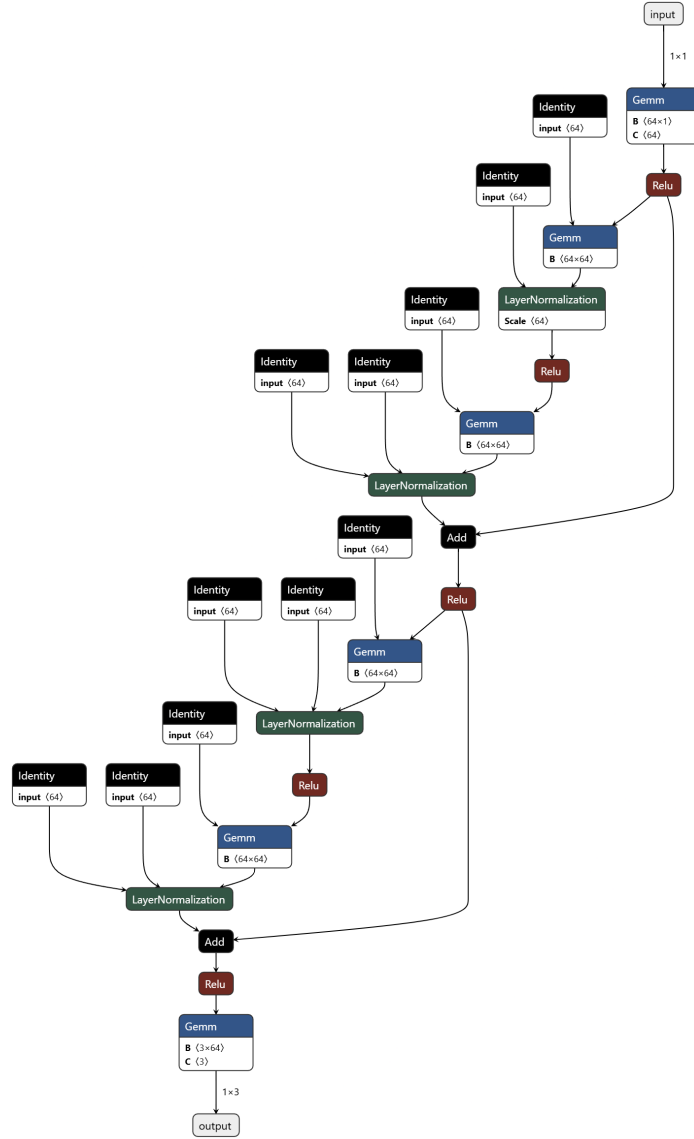 input
1×1
Gemm
B ⟨64×1⟩
C ⟨64⟩
Identity
input ⟨64⟩
Identity
input ⟨64⟩
Relu
Gemm
B ⟨64×64⟩
Identity
input ⟨64⟩
LayerNormalization
Scale ⟨64⟩
Identity
input ⟨64⟩
Identity
input ⟨64⟩
Relu
Gemm
B ⟨64×64⟩
LayerNormalization
Identity
input ⟨64⟩
Add
Identity
input ⟨64⟩
Identity
input ⟨64⟩
Relu
Gemm
B ⟨64×64⟩
Identity
input ⟨64⟩
LayerNormalization
Identity
input ⟨64⟩
Identity
input ⟨64⟩
Relu
Gemm
B ⟨64×64⟩
LayerNormalization
Add
Relu
Gemm
B ⟨3×64⟩
C ⟨3⟩
1×3
output